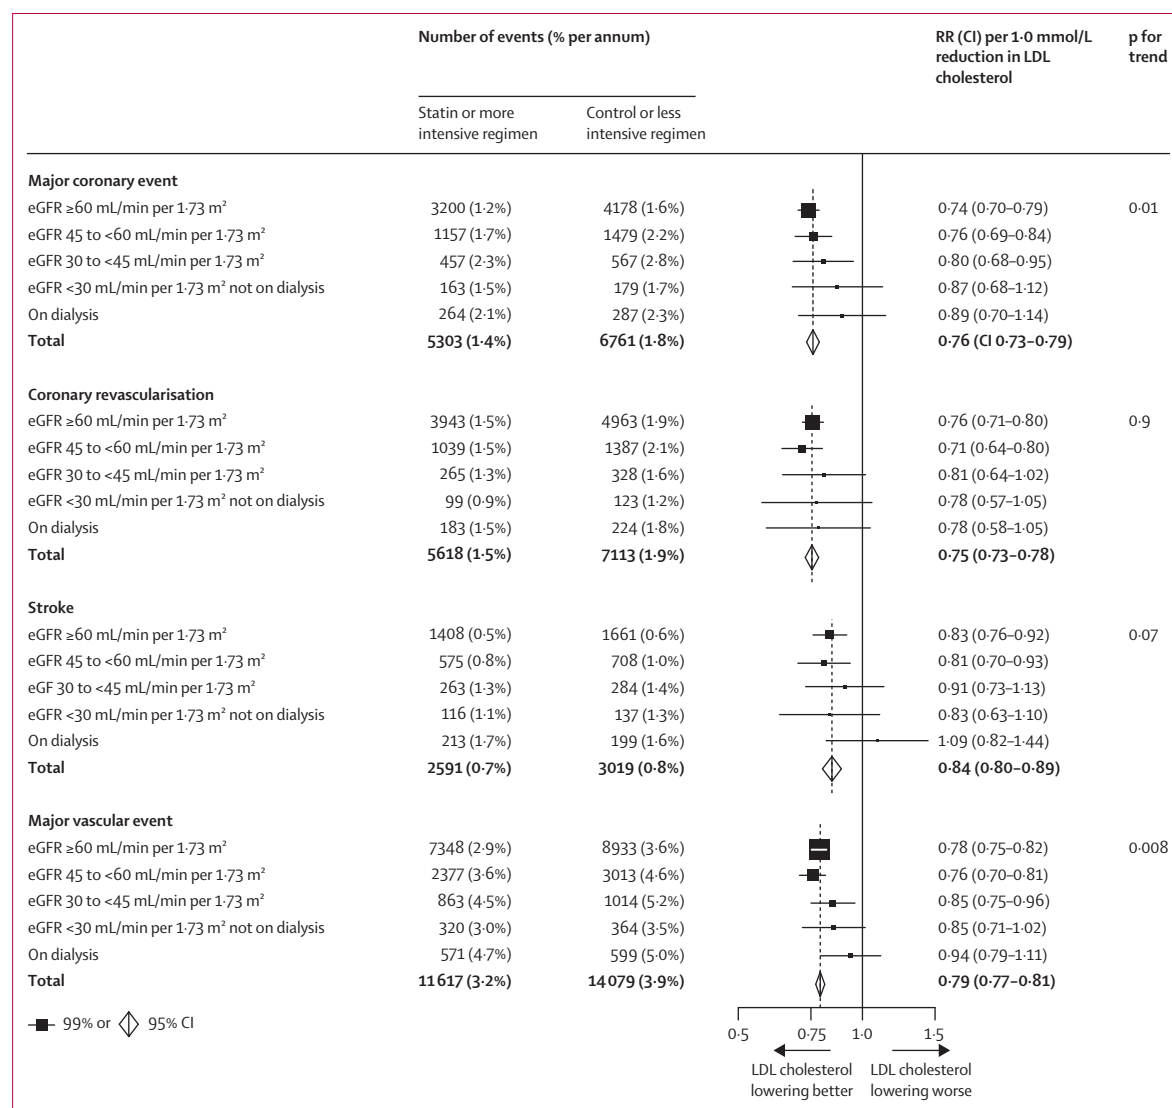 Number of events (% per annum) RR (CI) per 1·0 mmol/L reduction in LDL cholesterol p for trend
Statin or more intensive regimen Control or less intensive regimen
Major coronary event
eGFR ≥60 mL/min per 1·73 m² 3200 (1·2%) 4178 (1·6%) 0·74 (0·70–0·79) 0·01
eGFR 45 to <60 mL/min per 1·73 m² 1157 (1·7%) 1479 (2·2%) 0·76 (0·69–0·84)
eGFR 30 to <45 mL/min per 1·73 m² 457 (2·3%) 567 (2·8%) 0·80 (0·68–0·95)
eGFR <30 mL/min per 1·73 m² not on dialysis 163 (1·5%) 179 (1·7%) 0·87 (0·68–1·12)
On dialysis 264 (2·1%) 287 (2·3%) 0·89 (0·70–1·14)
Total 5303 (1·4%) 6761 (1·8%) 0·76 (CI 0·73–0·79)
Coronary revascularisation
eGFR ≥60 mL/min per 1·73 m² 3943 (1·5%) 4963 (1·9%) 0·76 (0·71–0·80) 0·9
eGFR 45 to <60 mL/min per 1·73 m² 1039 (1·5%) 1387 (2·1%) 0·71 (0·64–0·80)
eGFR 30 to <45 mL/min per 1·73 m² 265 (1·3%) 328 (1·6%) 0·81 (0·64–1·02)
eGFR <30 mL/min per 1·73 m² not on dialysis 99 (0·9%) 123 (1·2%) 0·78 (0·57–1·05)
On dialysis 183 (1·5%) 224 (1·8%) 0·78 (0·58–1·05)
Total 5618 (1·5%) 7113 (1·9%) 0·75 (0·73–0·78)
Stroke
eGFR ≥60 mL/min per 1·73 m² 1408 (0·5%) 1661 (0·6%) 0·83 (0·76–0·92) 0·07
eGFR 45 to <60 mL/min per 1·73 m² 575 (0·8%) 708 (1·0%) 0·81 (0·70–0·93)
eGF 30 to <45 mL/min per 1·73 m² 263 (1·3%) 284 (1·4%) 0·91 (0·73–1·13)
eGFR <30 mL/min per 1·73 m² not on dialysis 116 (1·1%) 137 (1·3%) 0·83 (0·63–1·10)
On dialysis 213 (1·7%) 199 (1·6%) 1·09 (0·82–1·44)
Total 2591 (0·7%) 3019 (0·8%) 0·84 (0·80–0·89)
Major vascular event
eGFR ≥60 mL/min per 1·73 m² 7348 (2·9%) 8933 (3·6%) 0·78 (0·75–0·82) 0·008
eGFR 45 to <60 mL/min per 1·73 m² 2377 (3·6%) 3013 (4·6%) 0·76 (0·70–0·81)
eGFR 30 to <45 mL/min per 1·73 m² 863 (4·5%) 1014 (5·2%) 0·85 (0·75–0·96)
eGFR <30 mL/min per 1·73 m² not on dialysis 320 (3·0%) 364 (3·5%) 0·85 (0·71–1·02)
On dialysis 571 (4·7%) 599 (5·0%) 0·94 (0·79–1·11)
Total 11 617 (3·2%) 14 079 (3·9%) 0·79 (0·77–0·81)
99% or 95% CI
0·5 0·75 1·0 1·5
LDL cholesterol lowering better LDL cholesterol lowering worse